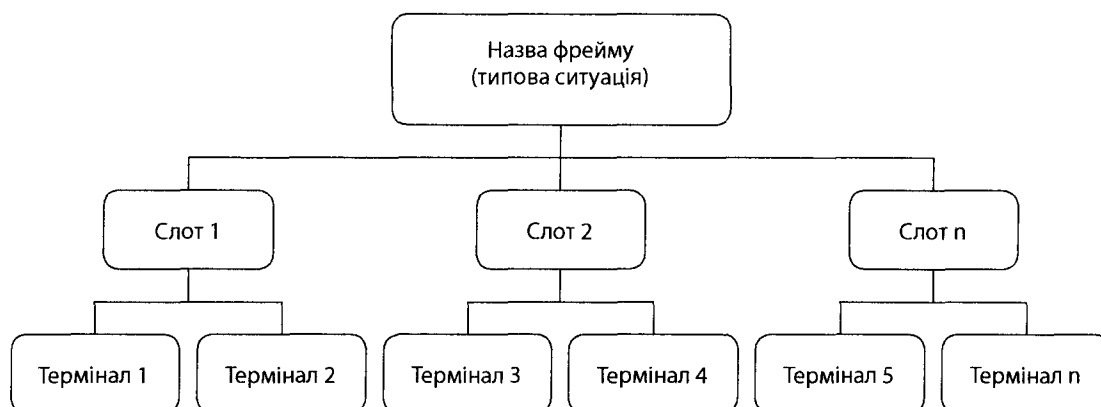 Назва фрейму
(типова ситуація)
Слот 1
Слот 2
Слот n
Термінал 1
Термінал 2
Термінал 3
Термінал 4
Термінал 5
Термінал n